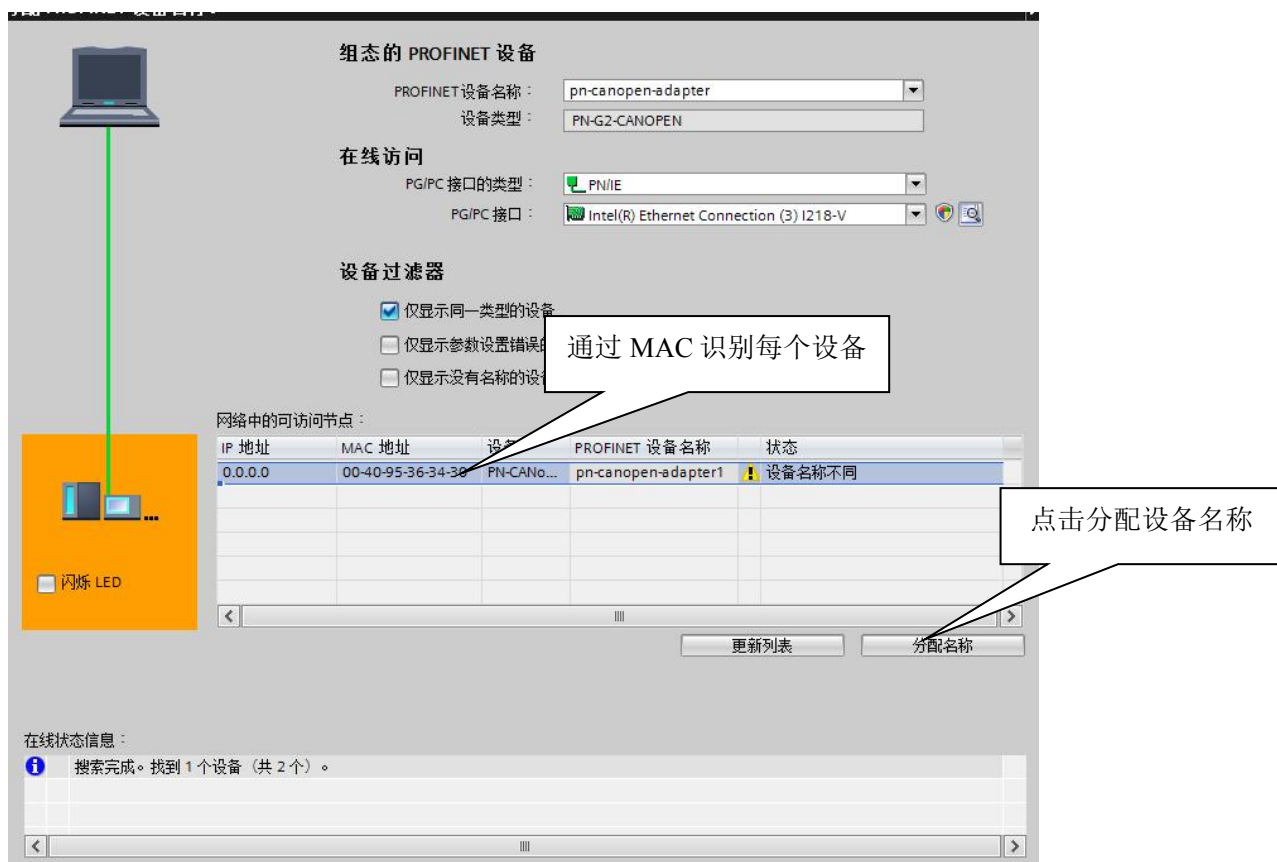 组态的 PROFINET 设备
PROFINET设备名称： pn-canopen-adapter
设备类型： PN-G2-CANOPEN
在线访问
PG/PC 接口的类型： PN/IE
PG/PC 接口： Intel(R) Ethernet Connection (3) I218-V
设备过滤器
仅显示同一类型的设备
仅显示参数设置错误的
仅显示没有名称的设备
通过 MAC 识别每个设备
网络中的可访问节点：
IP 地址 MAC 地址 设备 PROFINET 设备名称 状态
0.0.0.0 00-40-95-36-34-30 PN-CANo... pn-canopen-adapter1 设备名称不同
点击分配设备名称
闪烁 LED
更新列表 分配名称
在线状态信息：
搜索完成。找到 1 个设备（共 2 个）。